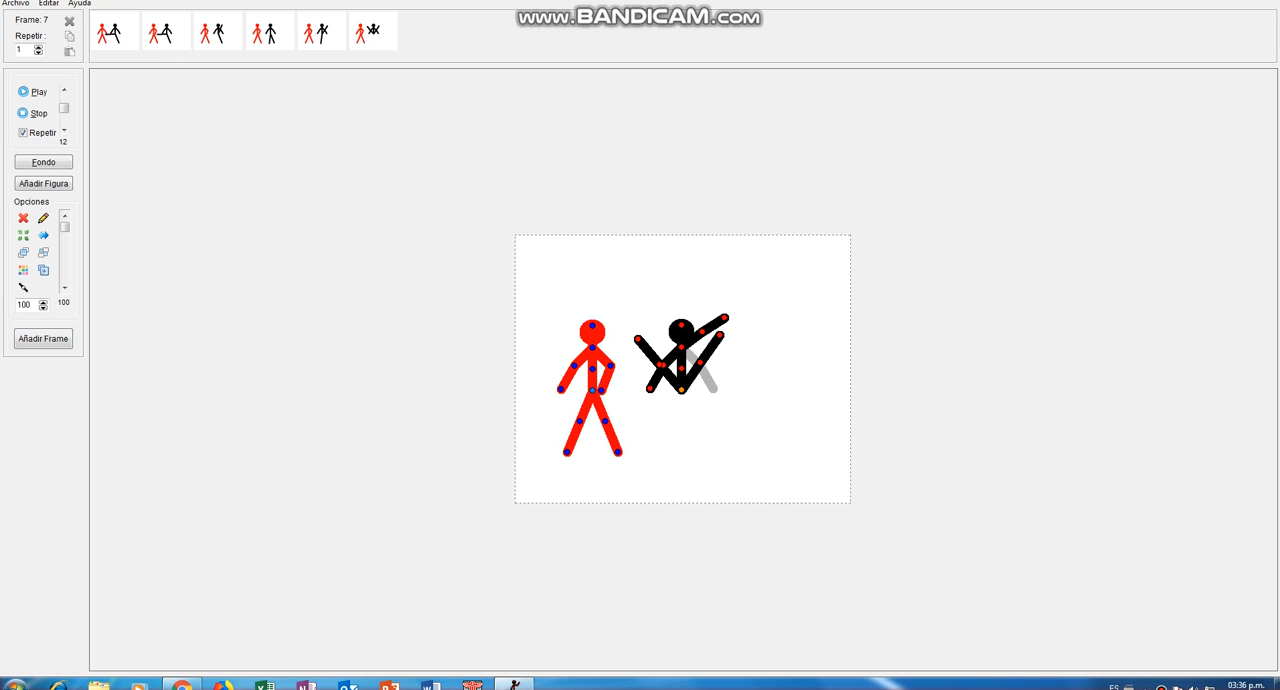 Archivo Editar Ayuda
www.BANDICAM.com
Frame: 7
Repetir :
1
Play
Stop
Repetir
12
Fondo
Añadir Figura
Opciones
100
100
Añadir Frame
ES
03:36 p.m.